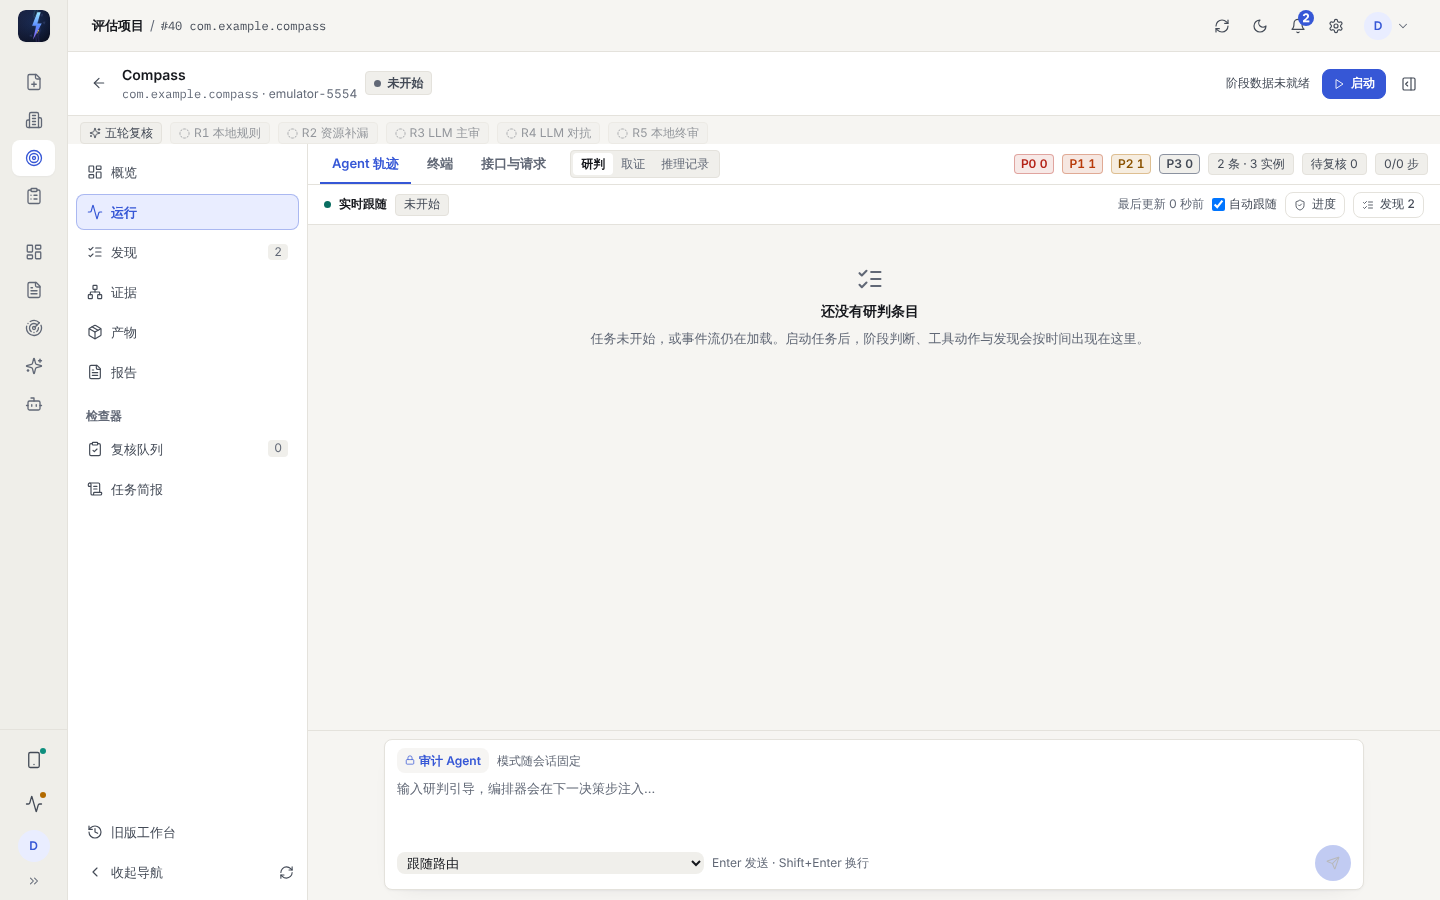 评估项目 / #40 com.example.compass
2
D
Compass
com.example.compass · emulator-5554
未开始
阶段数据未就绪
启动
五轮复核
R1 本地规则
R2 资源补漏
R3 LLM 主审
R4 LLM 对抗
R5 本地终审
概览
运行
发现 2
证据
产物
报告
检查器
复核队列 0
任务简报
旧版工作台
收起导航
D
Agent 轨迹
终端
接口与请求
研判
取证
推理记录
P0 0
P1 1
P2 1
P3 0
2 条 · 3 实例
待复核 0
0/0 步
实时跟随
未开始
最后更新 0 秒前
自动跟随
进度
发现 2
还没有研判条目
任务未开始，或事件流仍在加载。启动任务后，阶段判断、工具动作与发现会按时间出现在这里。
审计 Agent
模式随会话固定
输入研判引导，编排器会在下一决策步注入...
跟随路由
Enter 发送 · Shift+Enter 换行